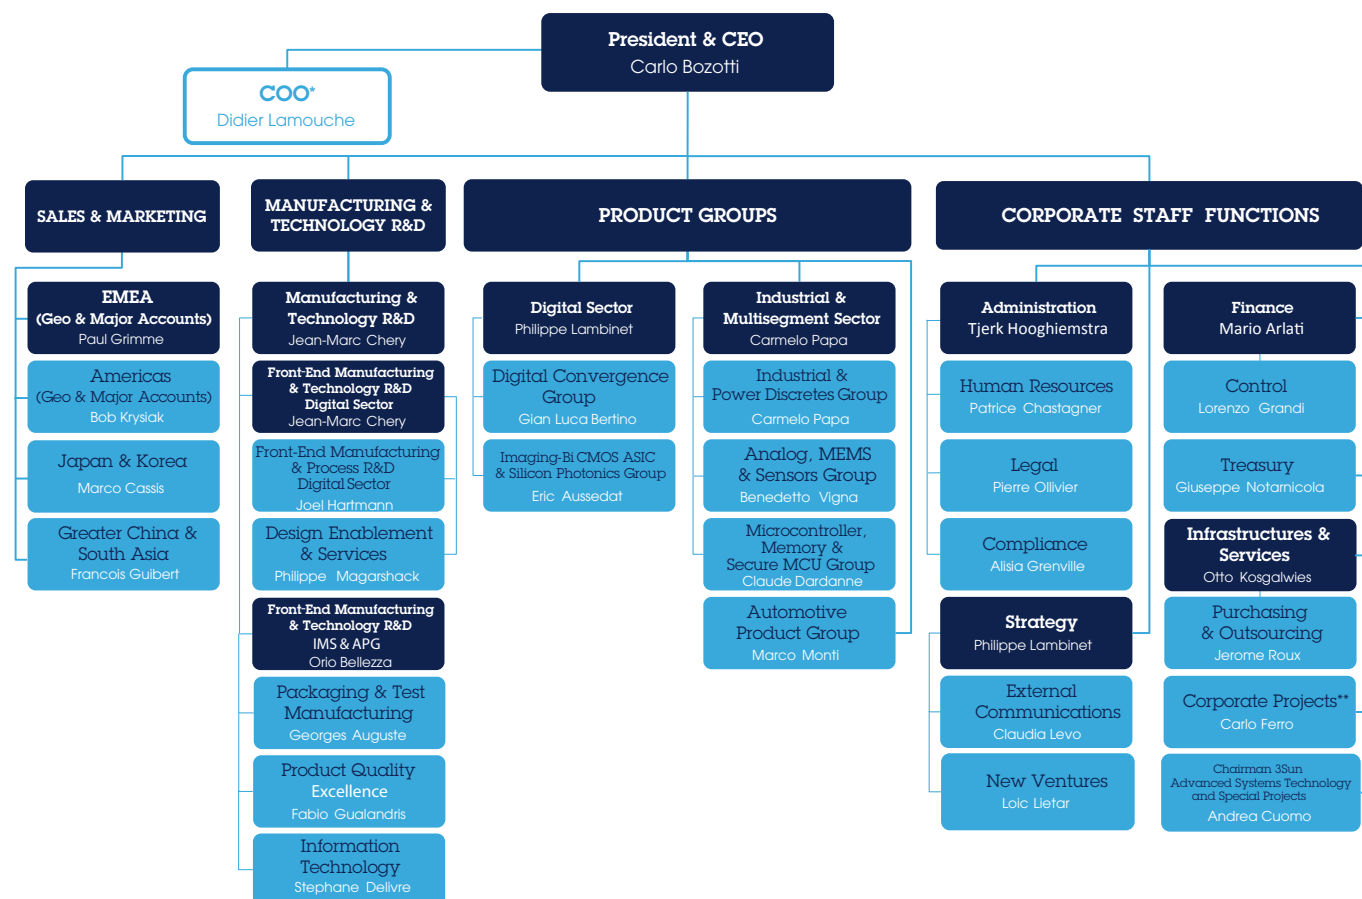 President & CEO
Carlo Bozotti
COO*
Didier Lamouche
SALES & MARKETING
EMEA
(Geo & Major Accounts)
Paul Grimme
Americas
(Geo & Major Accounts)
Bob Krysiak
Japan & Korea
Marco Cassis
Greater China &
South Asia
Francois Guibert
MANUFACTURING &
TECHNOLOGY R&D
Manufacturing &
Technology R&D
Jean-Marc Chery
Front-End Manufacturing
& Technology R&D
Digital Sector
Jean-Marc Chery
Front-End Manufacturing
& Process R&D
Digital Sector
Joel Hartmann
Design Enablement
& Services
Philippe Magarshack
Front-End Manufacturing
& Technology R&D
IMS & APG
Orio Bellezza
Packaging & Test
Manufacturing
Georges Auguste
Product Quality
Excellence
Fabio Gualandris
Information
Technology
Stephane Delivre
PRODUCT GROUPS
Digital Sector
Philippe Lambinet
Digital Convergence
Group
Gian Luca Bertino
Imaging-Bi CMOS ASIC
& Silicon Photonics Group
Eric Aussedat
Industrial &
Multisegment Sector
Carmelo Papa
Industrial &
Power Discretes Group
Carmelo Papa
Analog, MEMS
& Sensors Group
Benedetto Vigna
Microcontroller,
Memory &
Secure MCU Group
Claude Dardanne
Automotive
Product Group
Marco Monti
CORPORATE STAFF FUNCTIONS
Administration
Tjerk Hooghiemstra
Human Resources
Patrice Chastagner
Legal
Pierre Ollivier
Compliance
Alisia Grenville
Strategy
Philippe Lambinet
External
Communications
Claudia Levo
New Ventures
Loic Lietar
Finance
Mario Arlati
Control
Lorenzo Grandi
Treasury
Giuseppe Notarnicola
Infrastructures &
Services
Otto Kosgalwies
Purchasing
& Outsourcing
Jerome Roux
Corporate Projects**
Carlo Ferro
Chairman 3Sun
Advanced Systems Technology
and Special Projects
Andrea Cuomo